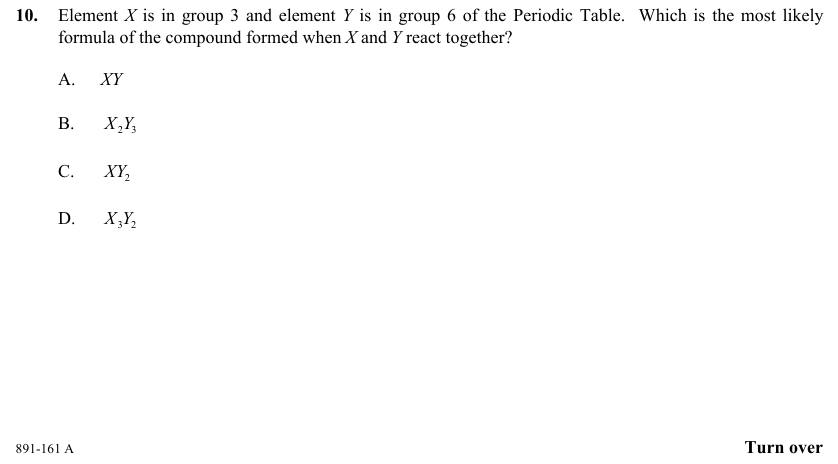 10. Element X is in group 3 and element Y is in group 6 of the Periodic Table. Which is the most likely
formula of the compound formed when X and Y react together?
A. XY
B. X₂Y₃
C. XY₂
D. X₃Y₂
891-161 A
Turn over